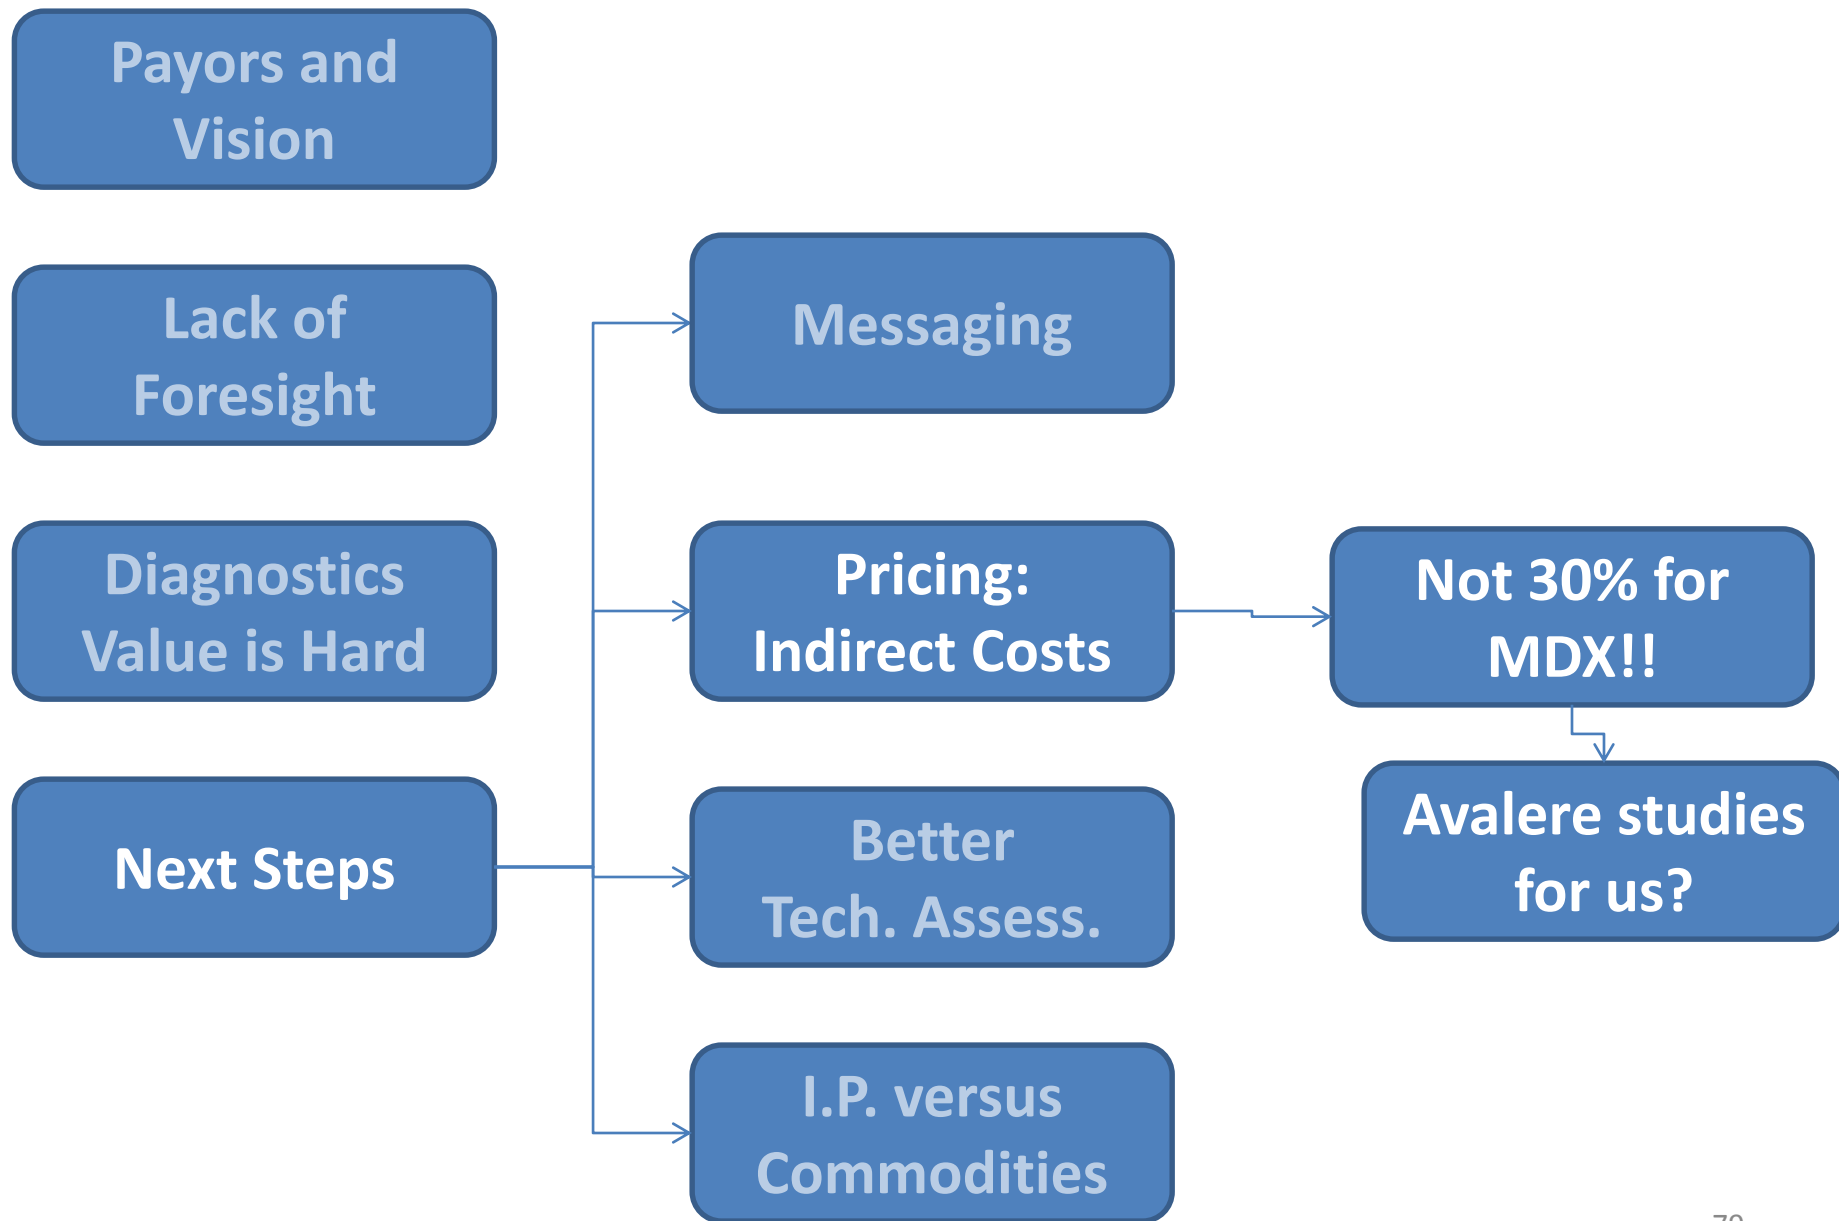 Payors and
Vision
Lack of
Foresight
Diagnostics
Value is Hard
Next Steps
Messaging
Pricing:
Indirect Costs
Better
Tech. Assess.
I.P. versus
Commodities
Not 30% for
MDX!!
Avalere studies
for us?